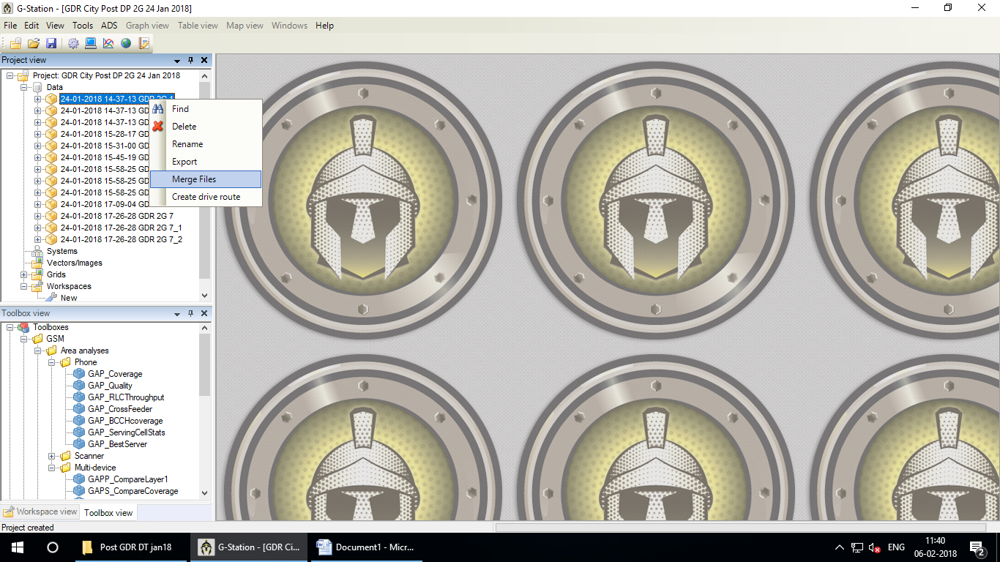 G-Station - [GDR City Post DP 2G 24 Jan 2018]
File Edit View Tools ADS Graph view Table view Map view Windows Help
Project view
Project: GDR City Post DP 2G 24 Jan 2018
Data
24-01-2018 14-37-13 GDR 2G 1
24-01-2018 14-37-13 GD
24-01-2018 14-37-13 GD
24-01-2018 15-28-17 GD
24-01-2018 15-31-00 GD
24-01-2018 15-45-19 GD
24-01-2018 15-58-25 GD
24-01-2018 15-58-25 GD
24-01-2018 15-58-25 GD
24-01-2018 17-09-04 GD
24-01-2018 17-26-28 GDR 2G 7
24-01-2018 17-26-28 GDR 2G 7_1
24-01-2018 17-26-28 GDR 2G 7_2
Systems
Vectors/Images
Grids
Workspaces
New
Find
Delete
Rename
Export
Merge Files
Create drive route
Toolbox view
Toolboxes
GSM
Area analyses
Phone
GAP_Coverage
GAP_Quality
GAP_RLCThroughput
GAP_CrossFeeder
GAP_BCCHcoverage
GAP_ServingCellStats
GAP_BestServer
Scanner
Multi-device
GAPP_CompareLayer1
GAPS_CompareCoverage
Workspace view Toolbox view
Project created
Post GDR DT jan18
G-Station - [GDR Ci...
Document1 - Micr...
ENG
11:40
06-02-2018
2